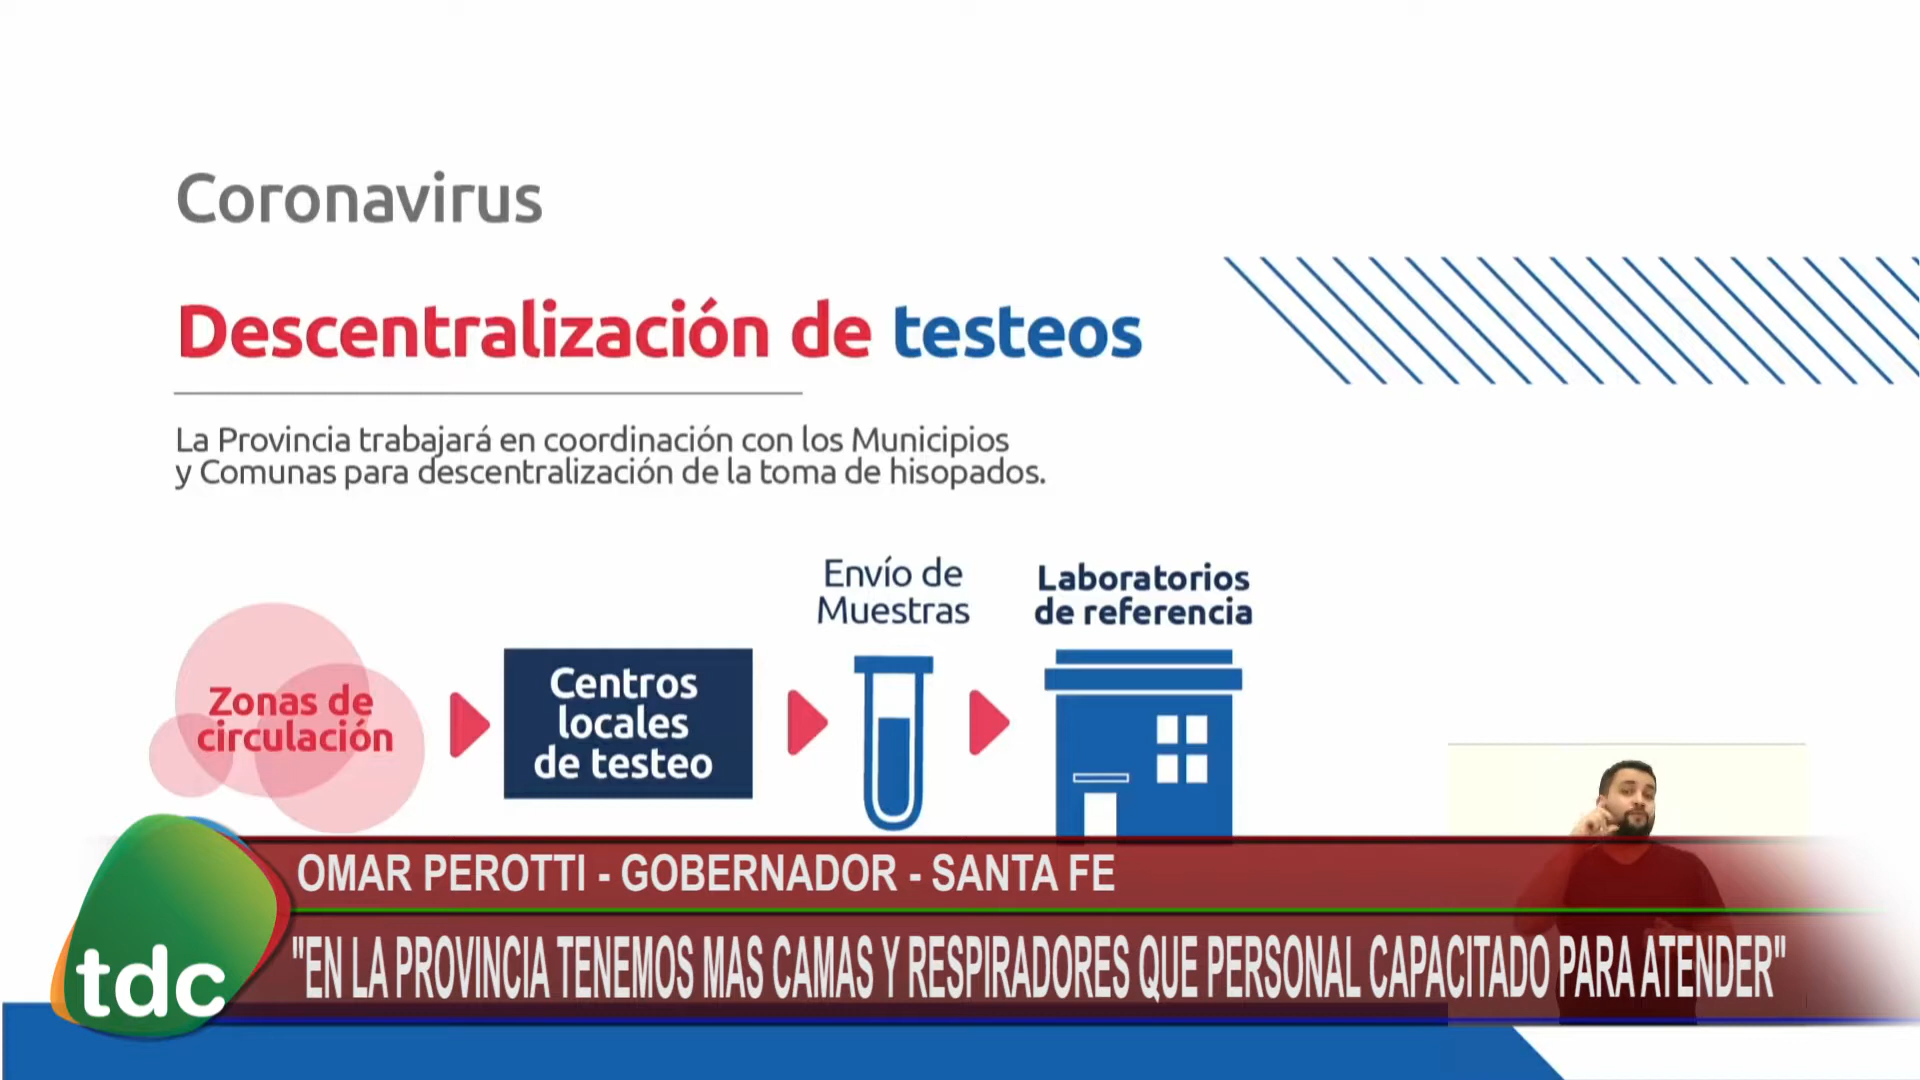 Coronavirus
Descentralización de testeos
La Provincia trabajará en coordinación con los Municipios
y Comunas para descentralización de la toma de hisopados.
Zonas de
circulación
Centros
locales
de testeo
Envío de
Muestras
Laboratorios
de referencia
OMAR PEROTTI - GOBERNADOR - SANTA FE
"EN LA PROVINCIA TENEMOS MAS CAMAS Y RESPIRADORES QUE PERSONAL CAPACITADO PARA ATENDER"
tdc